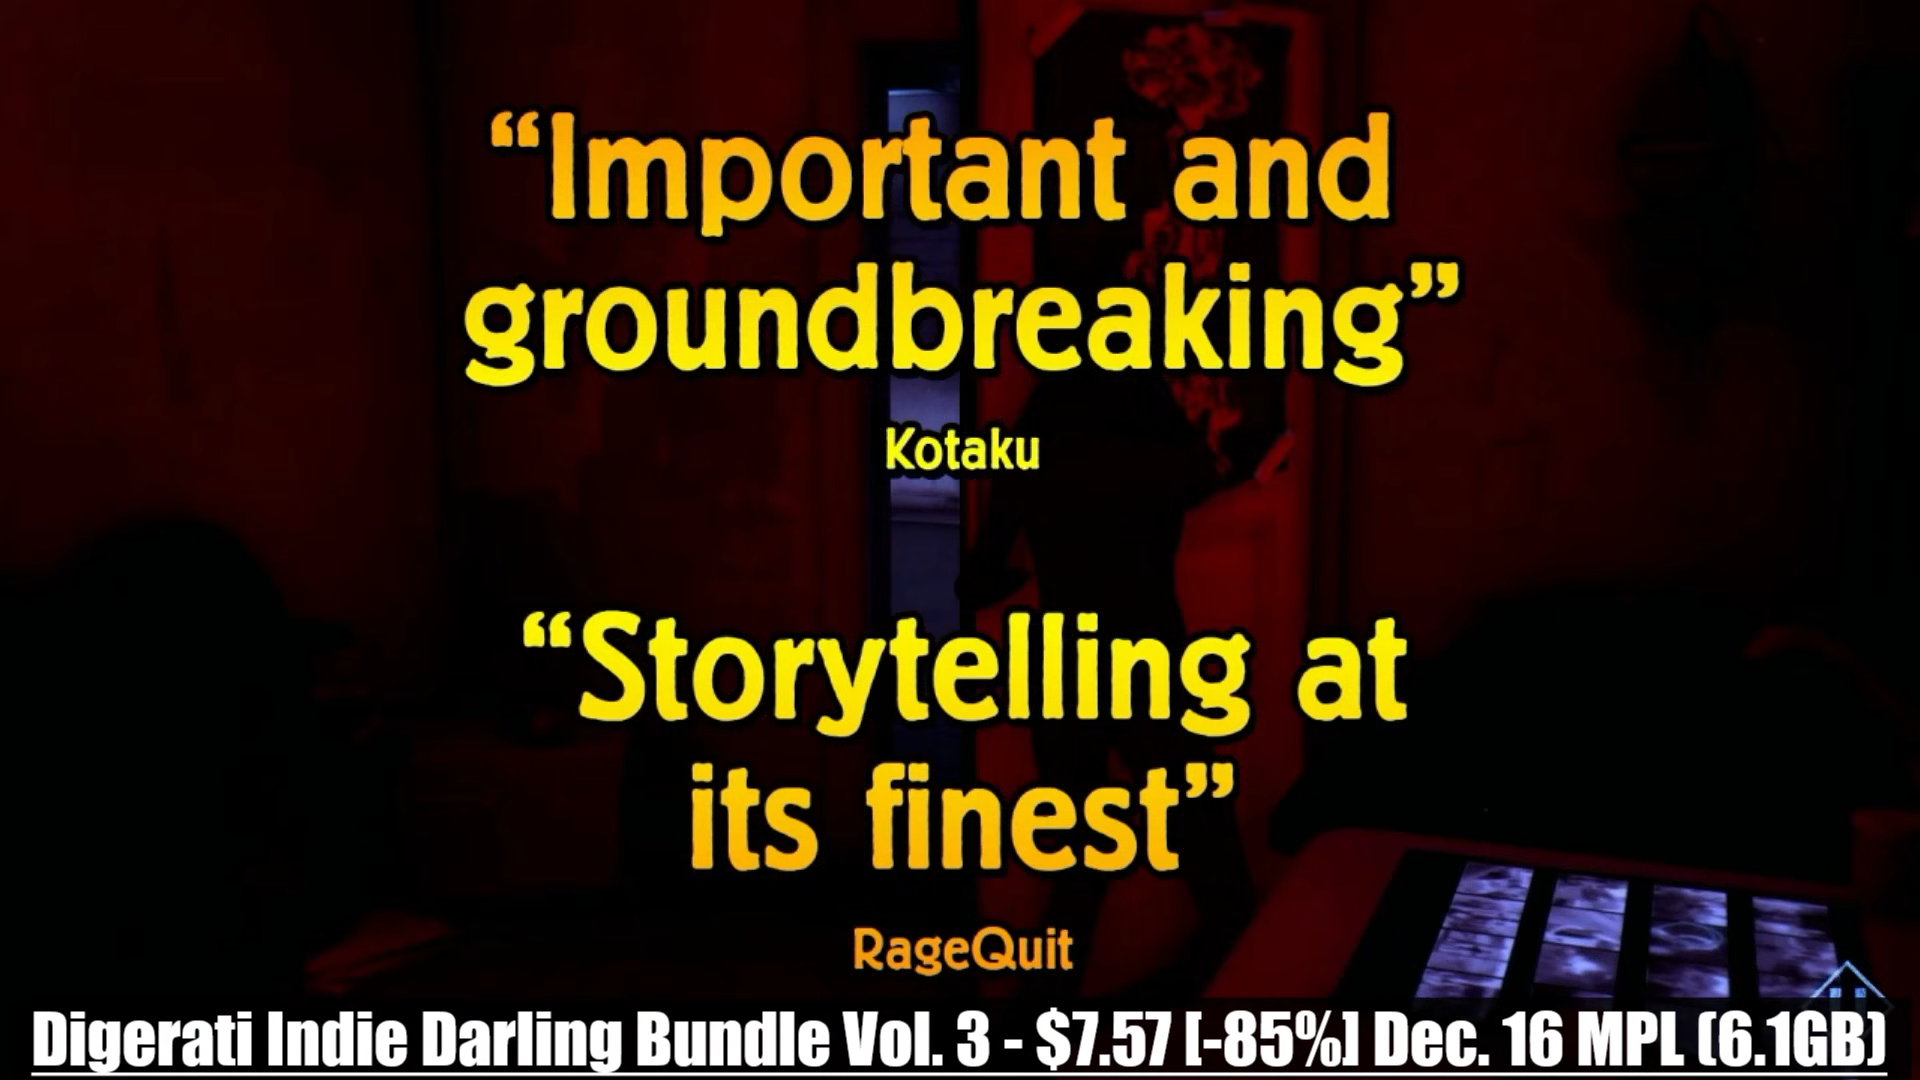 “Important and
groundbreaking”
Kotaku
“Storytelling at
its finest”
RageQuit
Digerati Indie Darling Bundle Vol. 3 - $7.57 [-85%] Dec. 16 MPL (6.1GB)